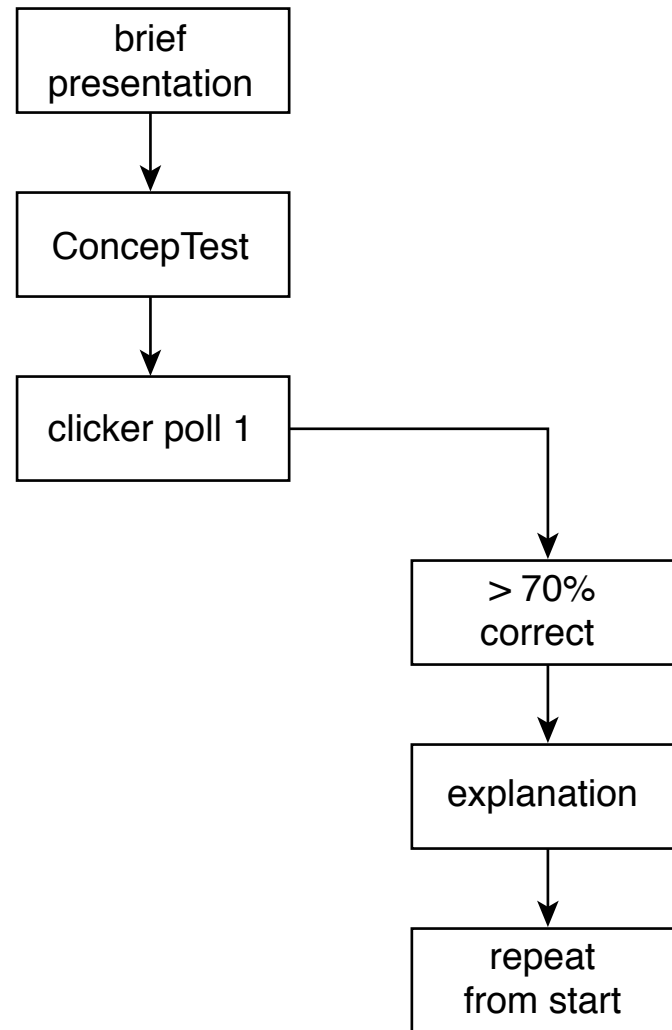 brief
presentation
ConcepTest
clicker poll 1
> 70%
correct
explanation
repeat
from start